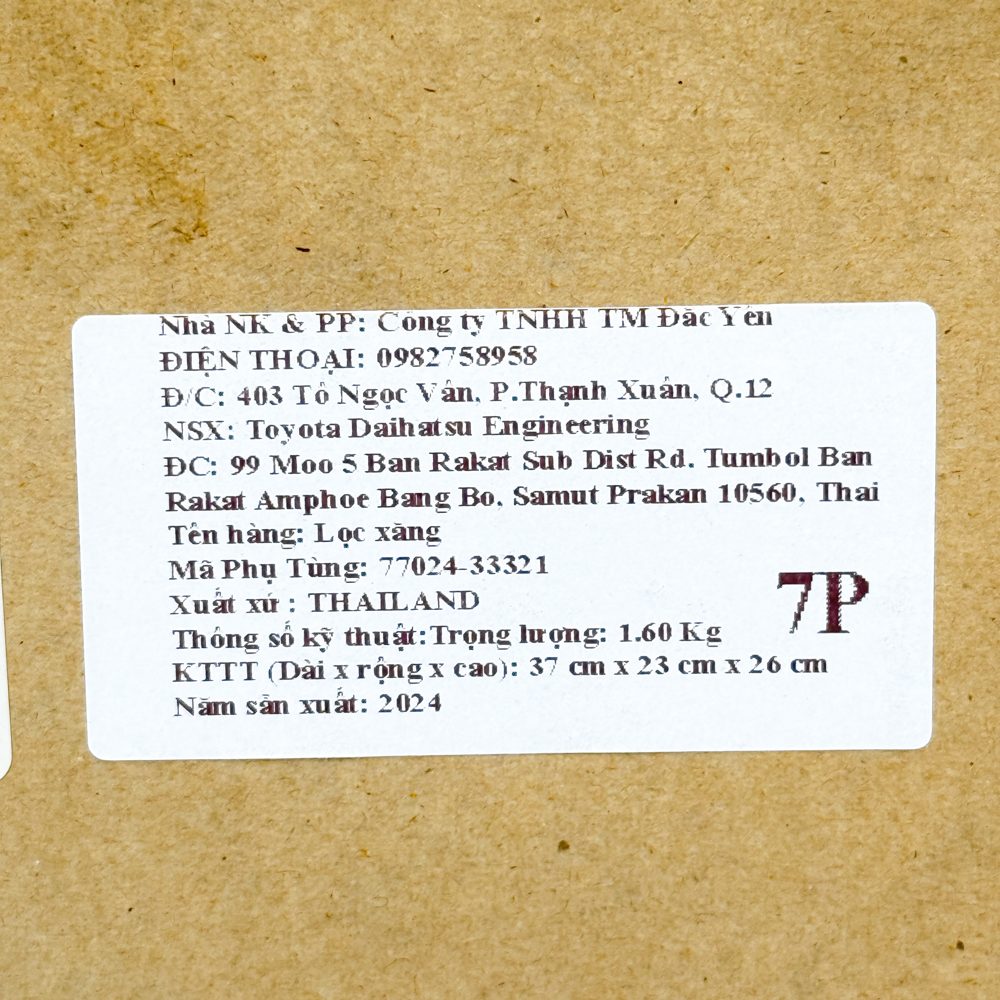 Nhà NK & PP: Công ty TNHH TM Đắc Yến
ĐIỆN THOẠI: 0982758958
Đ/C: 403 Tô Ngọc Vân, P.Thạnh Xuân, Q.12
NSX: Toyota Daihatsu Engineering
ĐC: 99 Moo 5 Ban Rakat Sub Dist Rd. Tumbol Ban
Rakat Amphoe Bang Bo, Samut Prakan 10560, Thai
Tên hàng: Lọc xăng
Mã Phụ Tùng: 77024-33321
Xuất xứ : THAILAND
7P
Thông số kỹ thuật:Trọng lượng: 1.60 Kg
KTTT (Dài x rộng x cao): 37 cm x 23 cm x 26 cm
Năm sản xuất: 2024